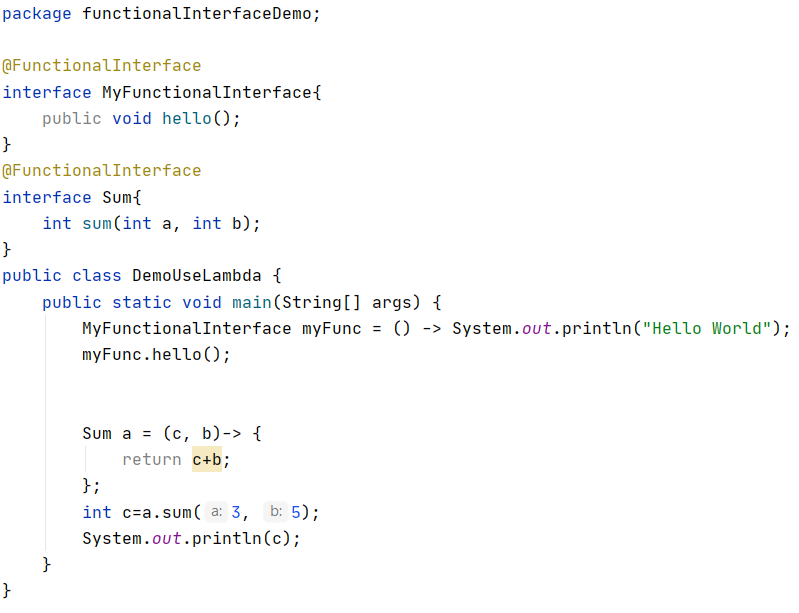 package functionalInterfaceDemo;
@FunctionalInterface
interface MyFunctionalInterface{
    public void hello();
}
@FunctionalInterface
interface Sum{
    int sum(int a, int b);
}
public class DemoUseLambda {
    public static void main(String[] args) {
        MyFunctionalInterface myFunc = () -> System.out.println("Hello World");
        myFunc.hello();
        Sum a = (c, b)-> {
            return c+b;
        };
        int c=a.sum( a: 3, b: 5);
        System.out.println(c);
    }
}